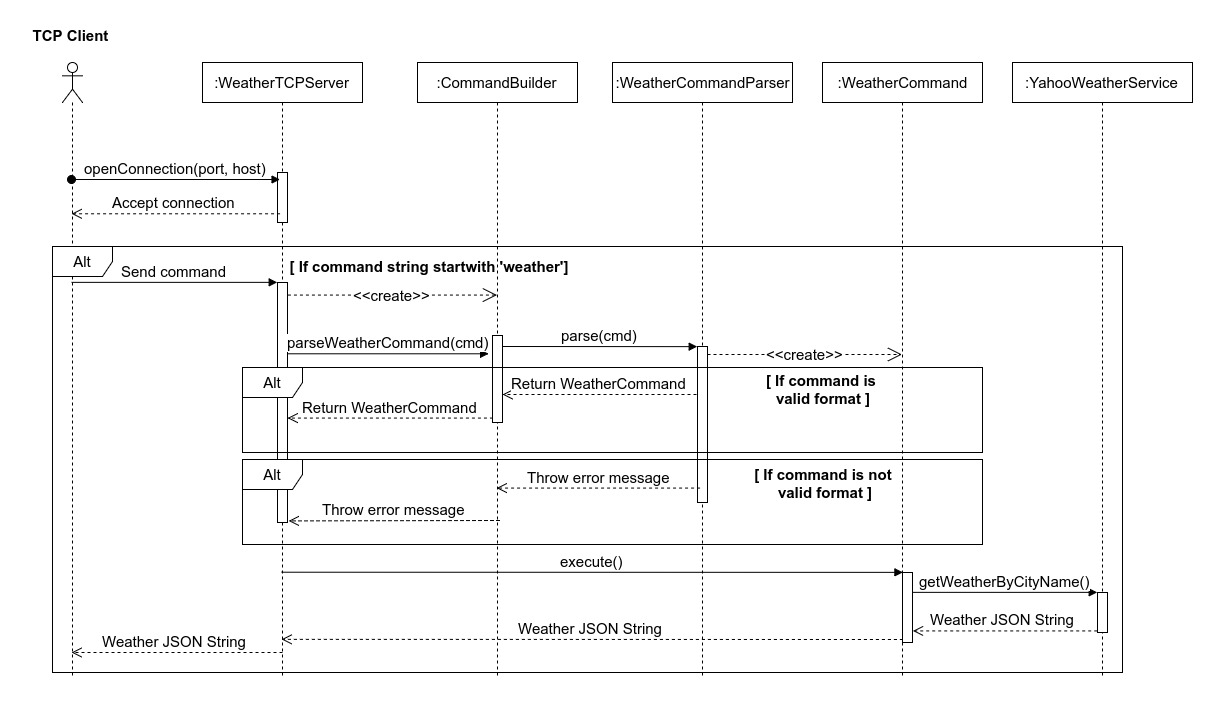 TCP Client
:WeatherTCPServer
:CommandBuilder
:WeatherCommandParser
:WeatherCommand
:YahooWeatherService
openConnection(port, host)
Accept connection
Alt
Send command
[ If command string startwith 'weather']
<<create>>
parseWeatherCommand(cmd)
parse(cmd)
<<create>>
Alt
Return WeatherCommand
[ If command is
valid format ]
Return WeatherCommand
Alt
Throw error message
[ If command is not
valid format ]
Throw error message
execute()
getWeatherByCityName()
Weather JSON String
Weather JSON String
Weather JSON String